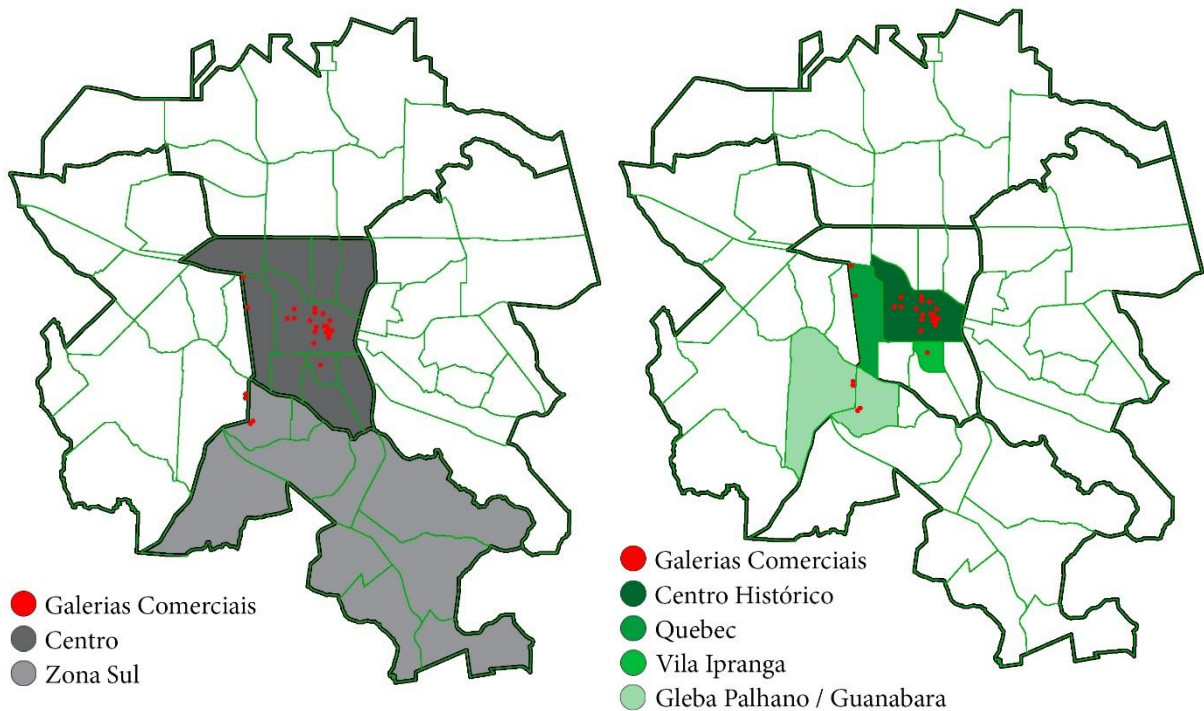 Galerias Comerciais
Centro
Zona Sul
Galerias Comerciais
Centro Histórico
Quebec
Vila Ipranga
Gleba Palhano / Guanabara